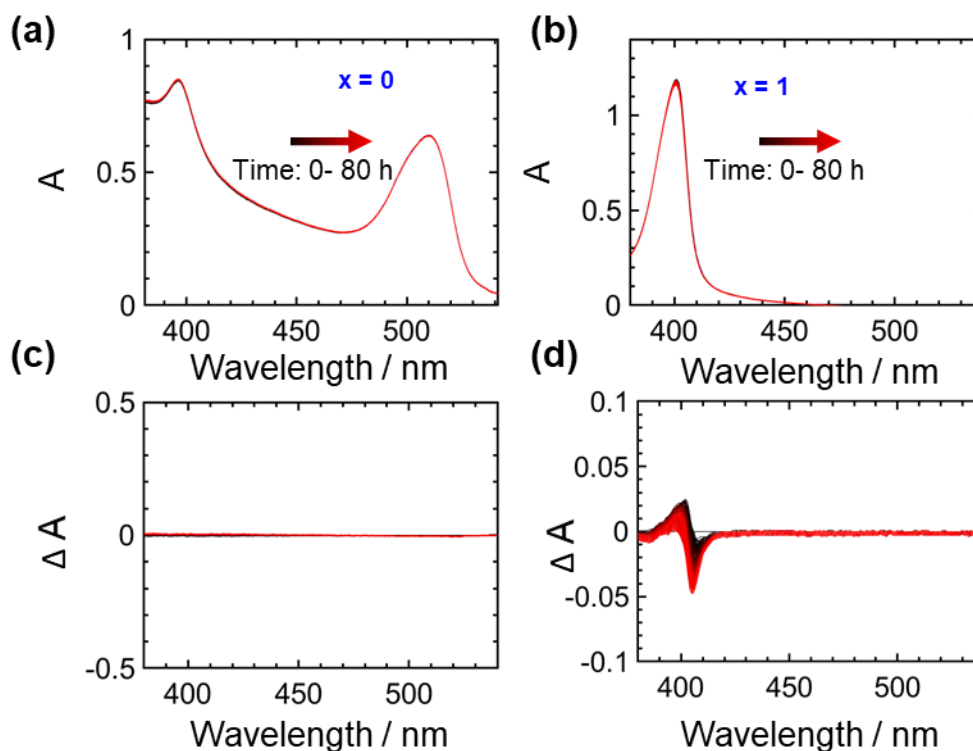 (a)
1
x = 0
Time: 0- 80 h
A
0.5
0
400
450
500
Wavelength / nm
(b)
x = 1
Time: 0- 80 h
A
1
0.5
0
400
450
500
Wavelength / nm
(c)
0.5
Δ A
0
-0.5
400
450
500
Wavelength / nm
(d)
0.1
0.05
Δ A
0
-0.05
-0.1
400
450
500
Wavelength / nm